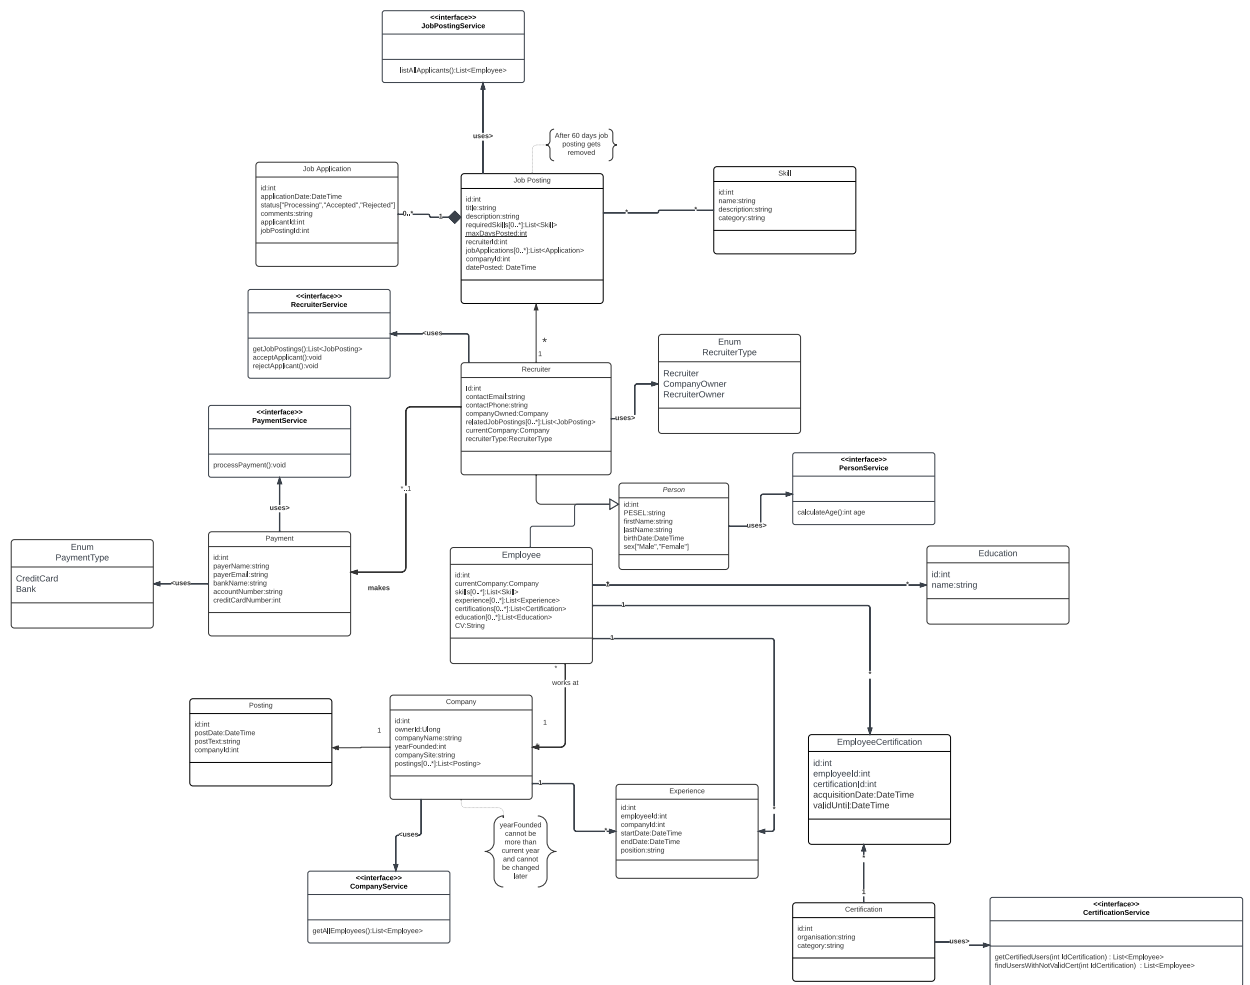 <<interface>>
JobPostingService
listAllApplicants():List<Employee>
uses>
After 60 days job
posting gets
removed
Job Application
id:int
applicationDate:DateTime
status["Processing","Accepted","Rejected"]
comments:string
applicantId:int
jobPostingId:int
0..*
1
Job Posting
id:int
title:string
description:string
requiredSkills[0..*]:List<Skill>
maxDaysPosted:int
recruiterId:int
jobApplications[0..*]:List<Application>
companyId:int
datePosted: DateTime
*
*
Skill
id:int
name:string
description:string
category:string
<<interface>>
RecruiterService
getJobPostings():List<JobPosting>
acceptApplicant():void
rejectApplicant():void
<uses
*
1
Recruiter
Id:int
contactEmail:string
contactPhone:string
companyOwned:Company
relatedJobPostings[0..*]:List<JobPosting>
currentCompany:Company
recruiterType:RecruiterType
uses>
Enum
RecruiterType
Recruiter
CompanyOwner
RecruiterOwner
<<interface>>
PaymentService
processPayment():void
uses>
*..1
makes
<<interface>>
PersonService
calculateAge():int age
Person
id:int
PESEL:string
firstName:string
lastName:string
birthDate:DateTime
sex["Male","Female"]
uses>
Enum
PaymentType
CreditCard
Bank
<uses
Payment
id:int
payerName:string
payerEmail:string
bankName:string
accountNumber:string
creditCardNumber:int
Employee
id:int
currentCompany:Company
skills[0..*]:List<Skill>
experience[0..*]:List<Experience>
certifications[0..*]:List<Certification>
education[0..*]:List<Education>
CV:String
*
*
1
1
Education
id:int
name:string
*
works at
1
*
Posting
id:int
postDate:DateTime
postText:string
companyId:int
1
Company
id:int
ownerId:Ulong
companyName:string
yearFounded:int
companySite:string
postings[0..*]:List<Posting>
1
*
*
*
EmployeeCertification
id:int
employeeId:int
certificationId:int
acquisitionDate:DateTime
validUntil:DateTime
Experience
id:int
employeeId:int
companyId:int
startDate:DateTime
endDate:DateTime
position:string
yearFounded
cannot be
more than
current year
and cannot
be changed
later
<uses
<<interface>>
CompanyService
getAllEmployees():List<Employee>
*
1
Certification
id:int
organisation:string
category:string
uses>
<<interface>>
CertificationService
getCertifiedUsers(int IdCertification) : List<Employee>
findUsersWithNotValidCert(int IdCertification) : List<Employee>